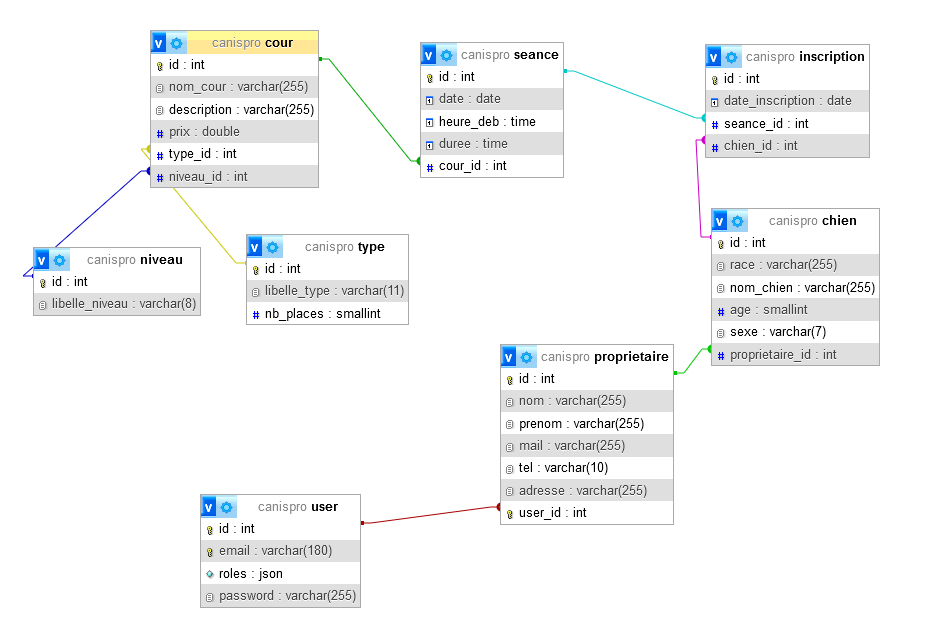 canispro cour
id : int
nom_cour : varchar(255)
description : varchar(255)
prix : double
type_id : int
niveau_id : int
canispro seance
id : int
date : date
heure_deb : time
duree : time
cour_id : int
canispro inscription
id : int
date_inscription : date
seance_id : int
chien_id : int
canispro niveau
id : int
libelle_niveau : varchar(8)
canispro type
id : int
libelle_type : varchar(11)
nb_places : smallint
canispro chien
id : int
race : varchar(255)
nom_chien : varchar(255)
age : smallint
sexe : varchar(7)
proprietaire_id : int
canispro proprietaire
id : int
nom : varchar(255)
prenom : varchar(255)
mail : varchar(255)
tel : varchar(10)
adresse : varchar(255)
user_id : int
canispro user
id : int
email : varchar(180)
roles : json
password : varchar(255)